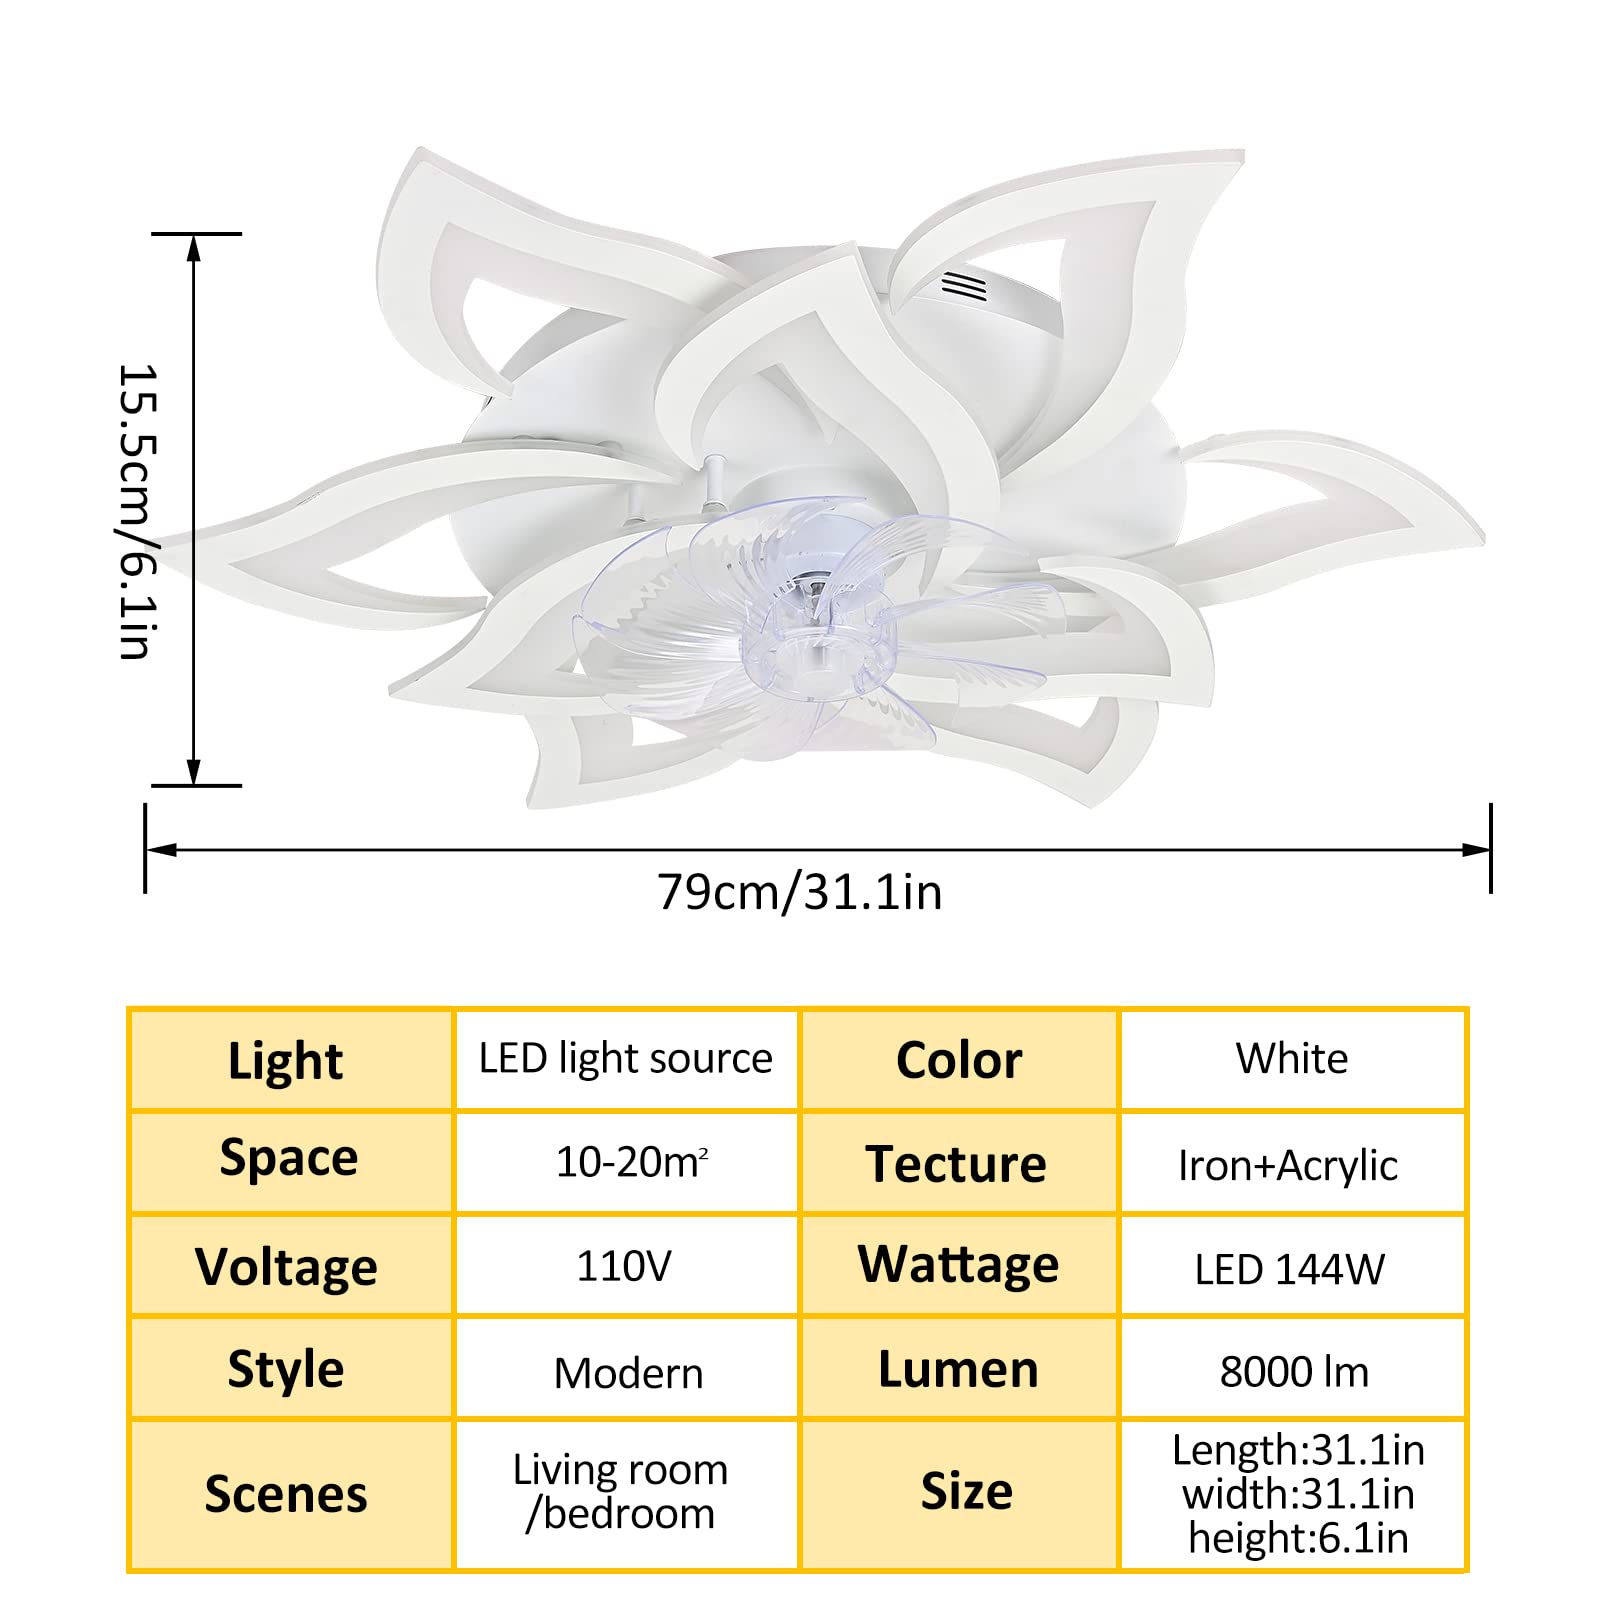 15.5cm/6.1in
79cm/31.1in
Light
LED light source
Color
White
Space
10-20m²
Tecture
Iron+Acrylic
Voltage
110V
Wattage
LED 144W
Style
Modern
Lumen
8000 lm
Scenes
Living room
/bedroom
Size
Length:31.1in
width:31.1in
height:6.1in